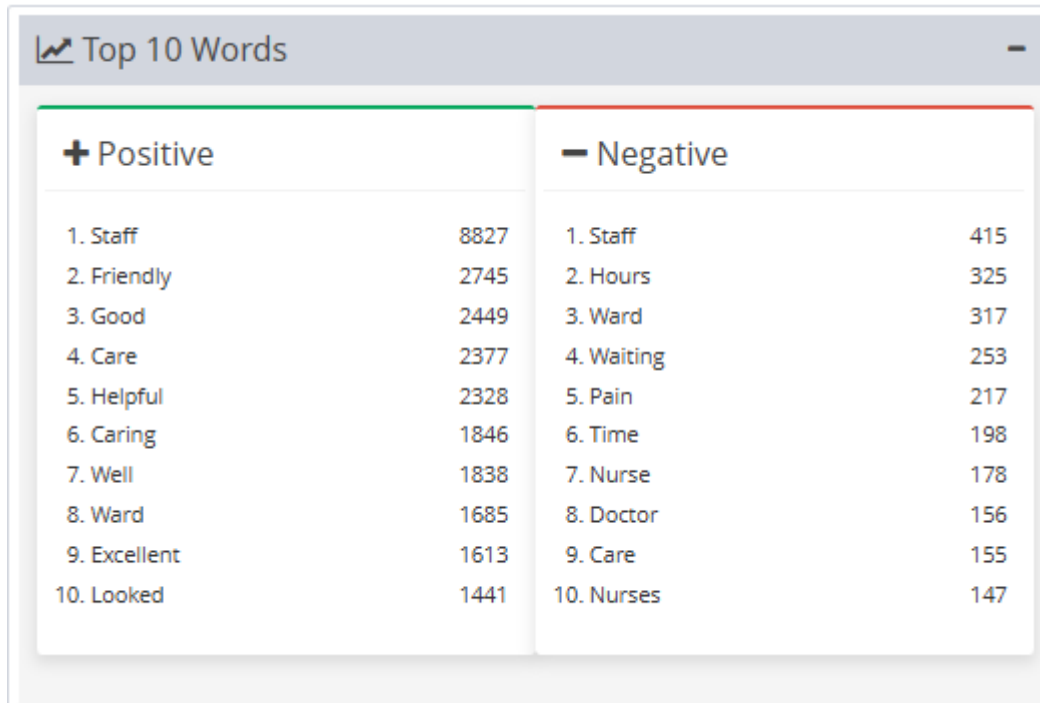 Top 10 Words
Positive
1. Staff 8827
2. Friendly 2745
3. Good 2449
4. Care 2377
5. Helpful 2328
6. Caring 1846
7. Well 1838
8. Ward 1685
9. Excellent 1613
10. Looked 1441
Negative
1. Staff 415
2. Hours 325
3. Ward 317
4. Waiting 253
5. Pain 217
6. Time 198
7. Nurse 178
8. Doctor 156
9. Care 155
10. Nurses 147